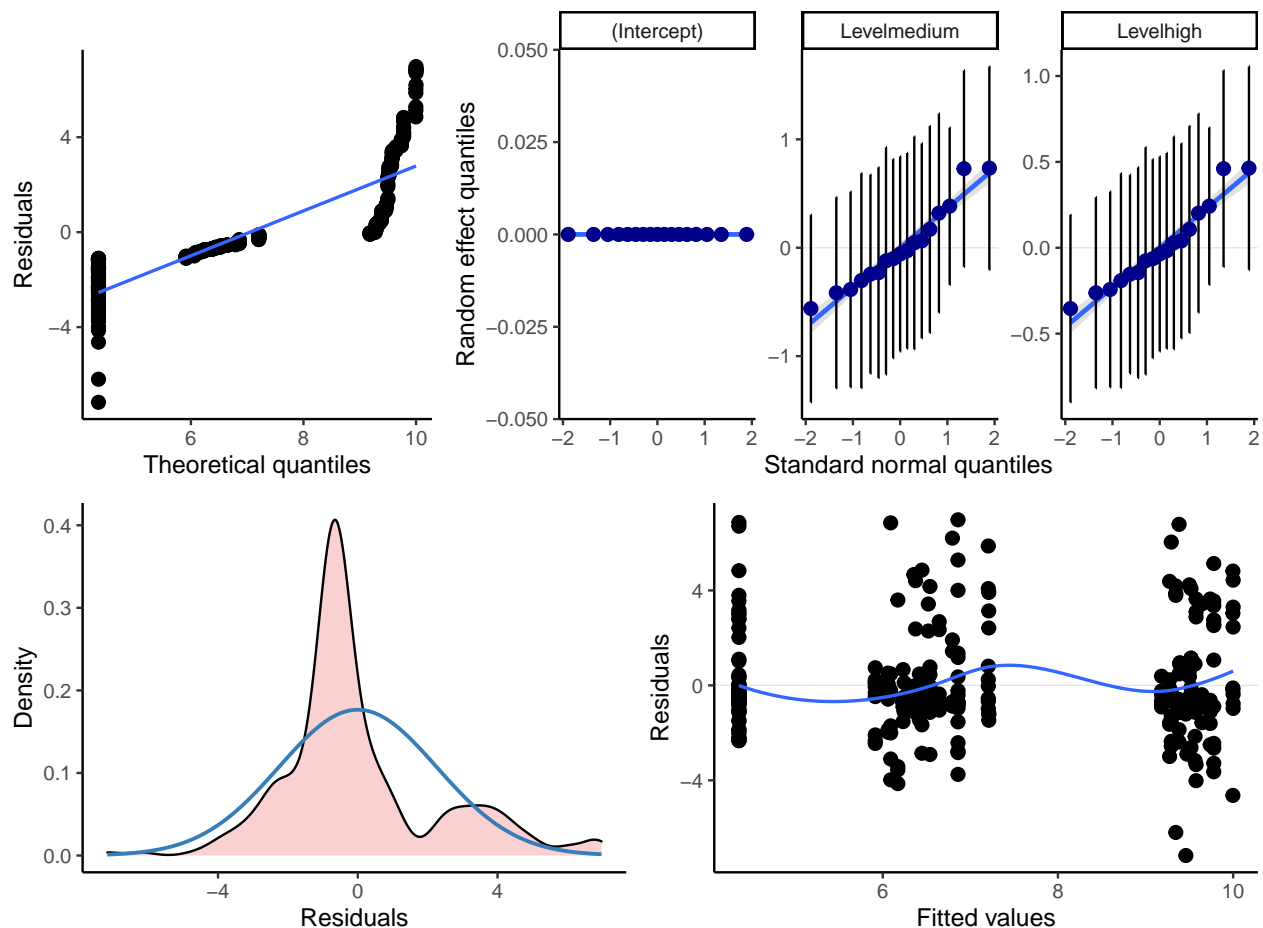 Residuals
4
0
−4
6
8
10
Theoretical quantiles
(Intercept)
Levelmedium
Levelhigh
Random effect quantiles
0.050
0.025
0.000
−0.025
−0.050
−2 −1 0 1 2
1
0
−1
−2 −1 0 1 2
1.0
0.5
0.0
−0.5
−2 −1 0 1 2
Standard normal quantiles
Density
0.4
0.3
0.2
0.1
0.0
−4 0 4
Residuals
Residuals
4
0
−4
6 8 10
Fitted values